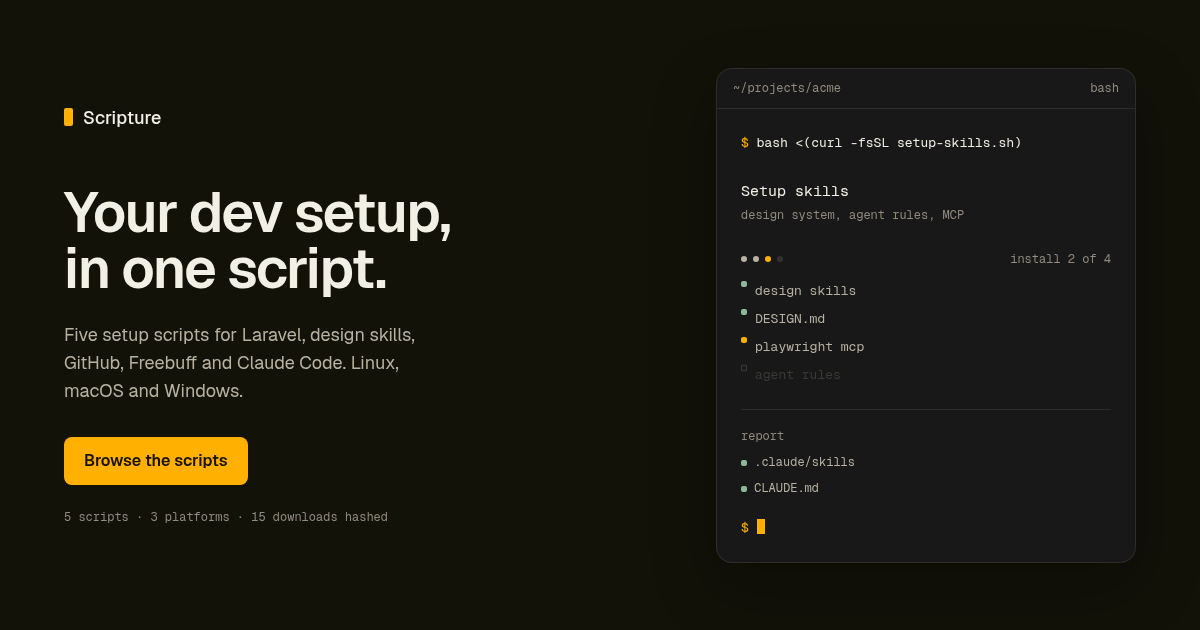 Scripture
Your dev setup,
in one script.
Five setup scripts for Laravel, design skills,
GitHub, Freebuff and Claude Code. Linux,
macOS and Windows.
Browse the scripts
5 scripts · 3 platforms · 15 downloads hashed
~/projects/acme bash
$ bash <(curl -fsSL setup-skills.sh)
Setup skills
design system, agent rules, MCP
install 2 of 4
design skills
DESIGN.md
playwright mcp
agent rules
report
.claude/skills
CLAUDE.md
$